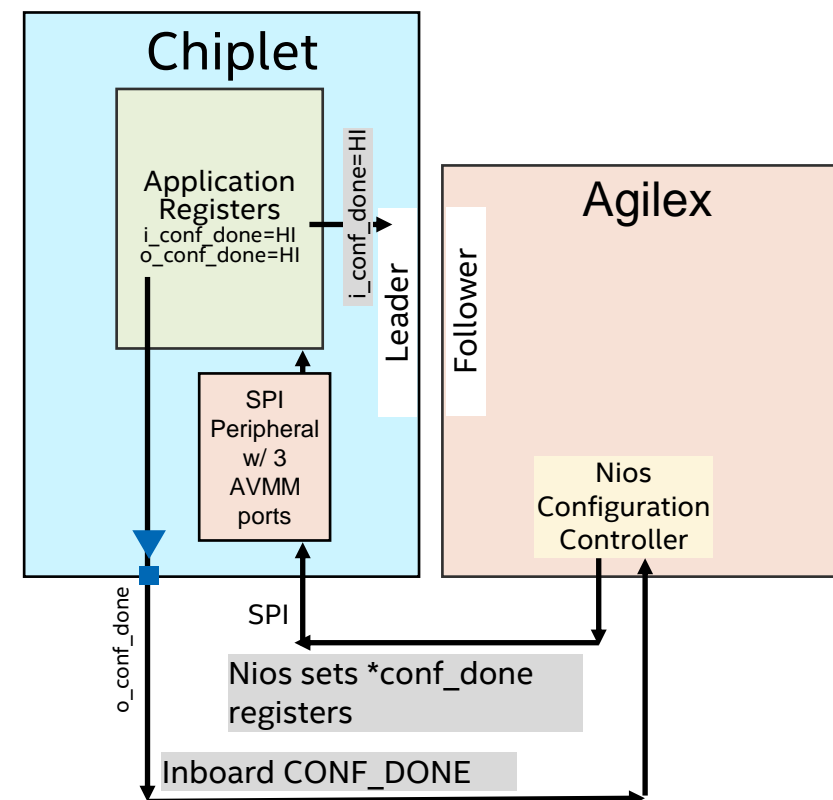 Chiplet
Application
Registers
i_conf_done=HI
o_conf_done=HI
i_conf_done=HI
Leader
Follower
Agilex
SPI
Peripheral
w/ 3
AVMM
ports
Nios
Configuration
Controller
o_conf_done
SPI
Nios sets *conf_done
registers
Inboard CONF_DONE